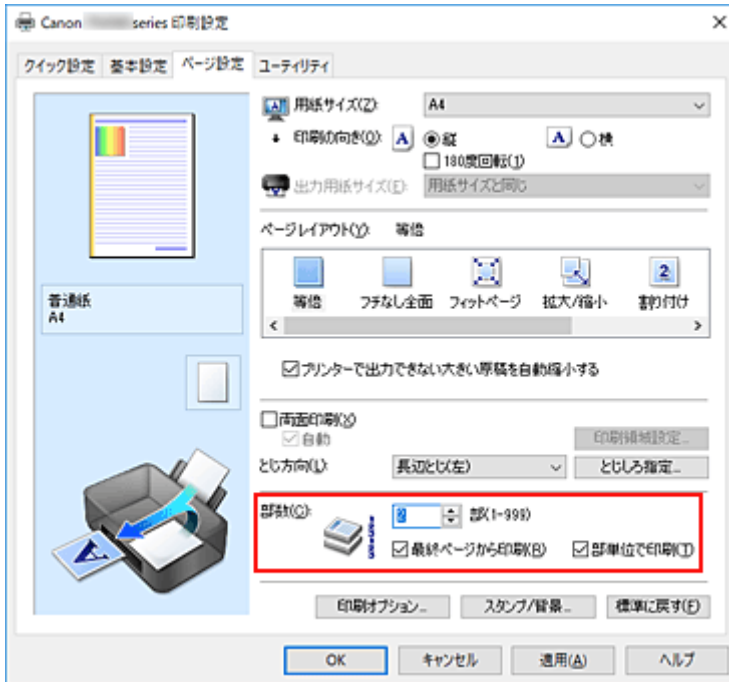 Canon series 印刷設定
クイック設定 基本設定 ページ設定 ユーティリティ
用紙サイズ(Z): A4
印刷の向き(O): A 縦 A 横
180度回転(1)
出力用紙サイズ(E): 用紙サイズと同じ
ページレイアウト(Y): 等倍
等倍 フチなし全面 フィットページ 拡大/縮小 割り付け
普通紙
A4
プリンターで出力できない大きい原稿を自動縮小する
両面印刷(X)
自動 印刷領域設定...
とじ方向(L): 長辺とじ(左) とじしろ指定...
部数(C): 部(1-999)
最終ページから印刷(R) 部単位で印刷(T)
印刷オプション... スタンプ/背景... 標準に戻す(F)
OK キャンセル 適用(A) ヘルプ